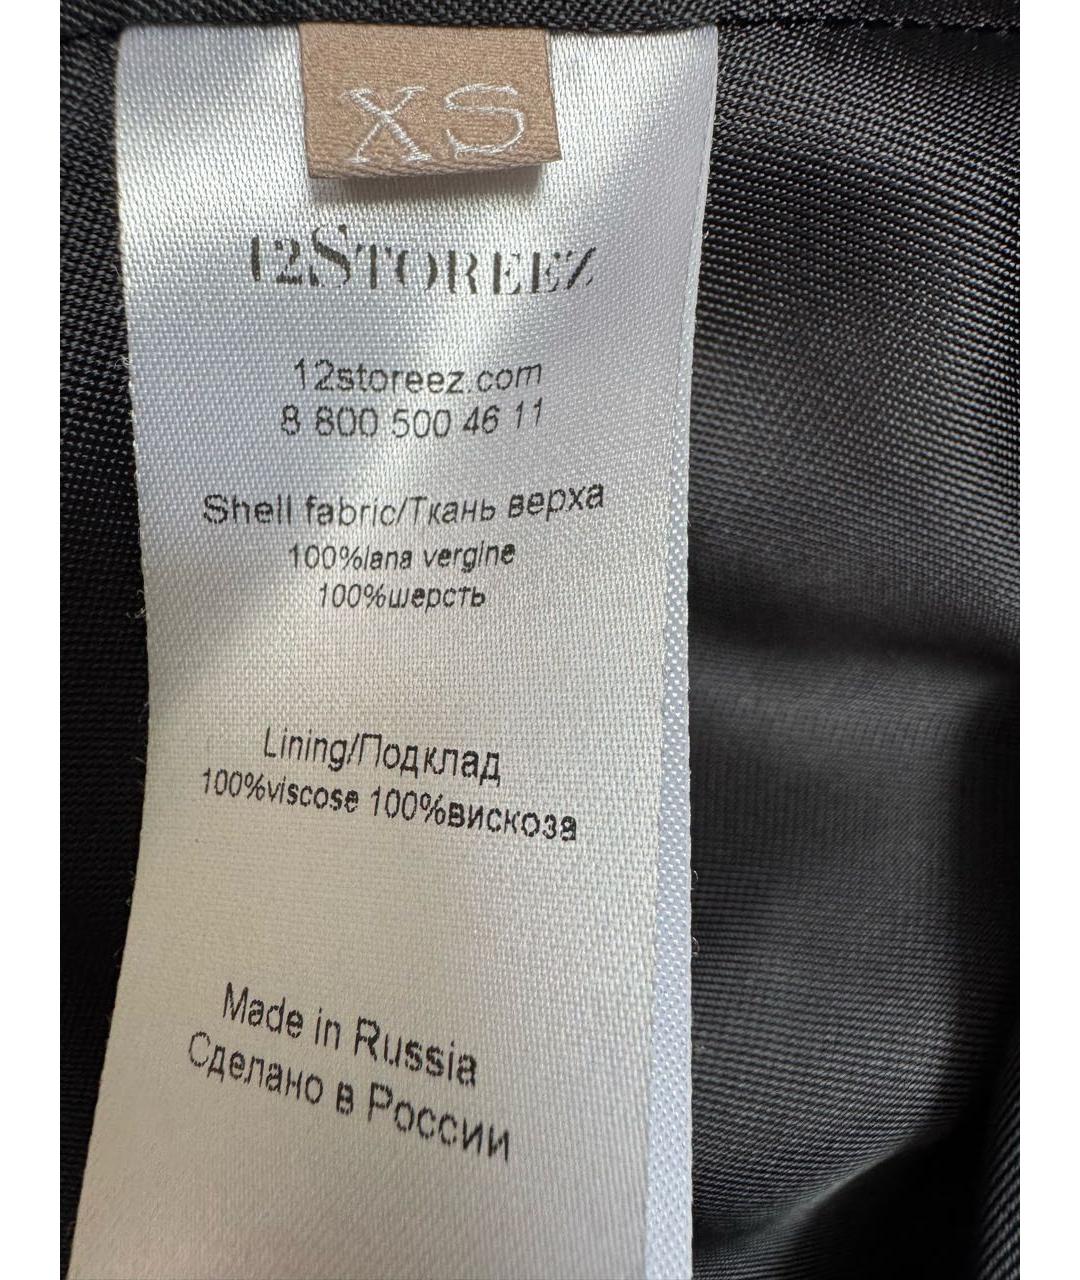 XS
12STOREEZ
12storeez.com
8 800 500 46 11
Shell fabric/Ткань верха
100%lana vergine
100%шерсть
Lining/Подклад
100%viscose 100%вискоза
Made in Russia
Сделано в России